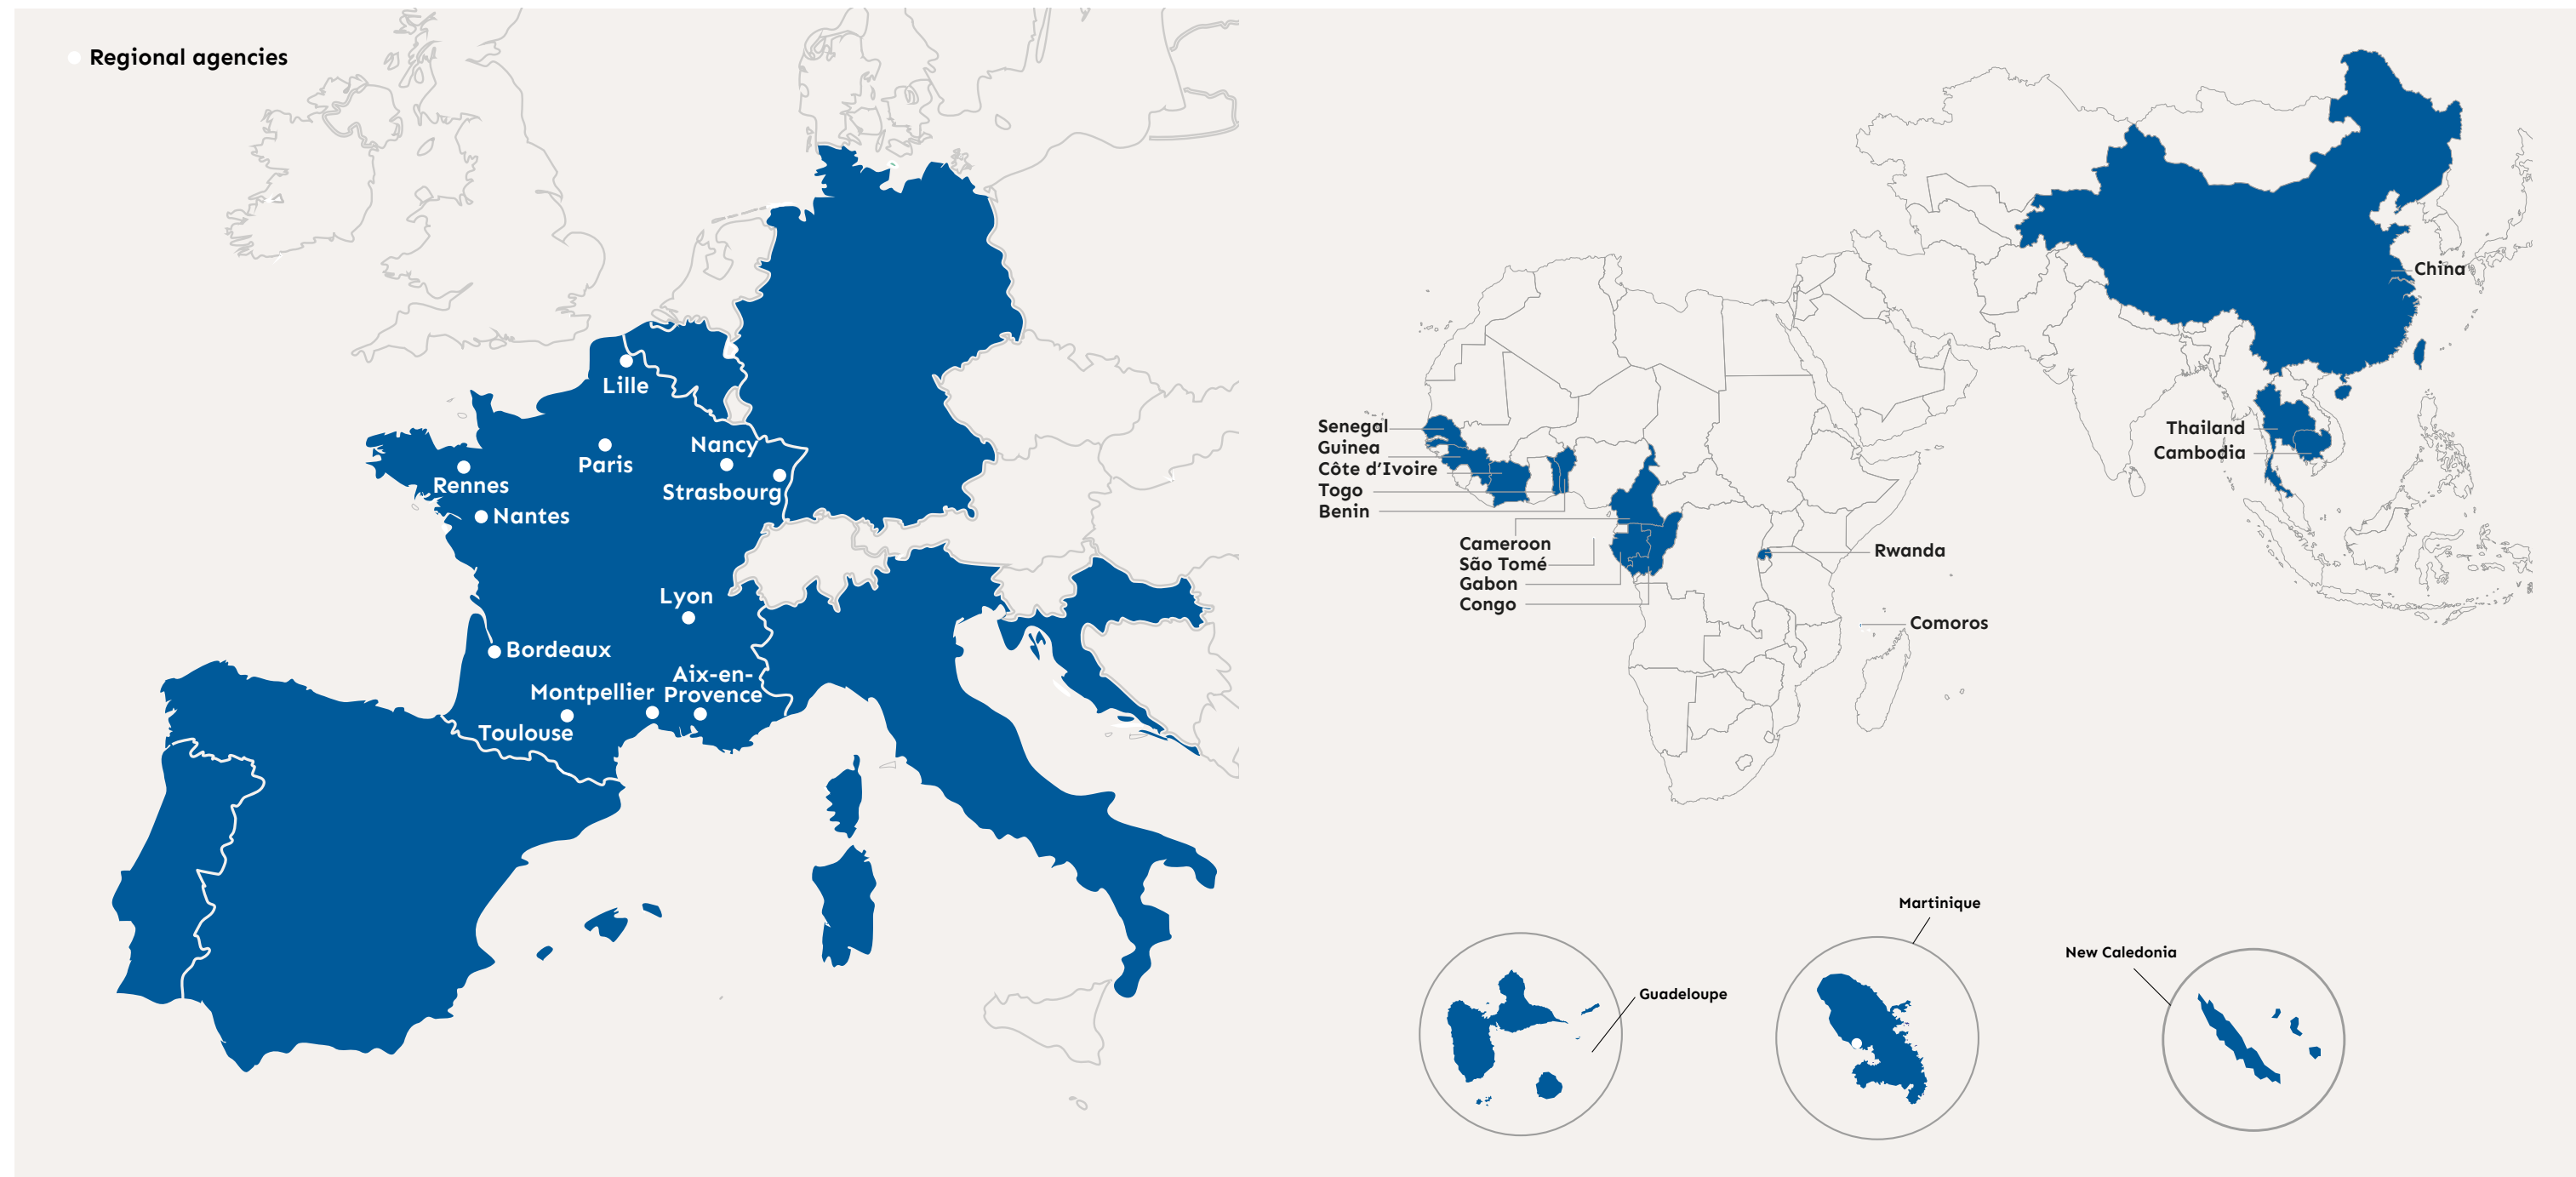 Regional agencies
Lille
Paris
Nancy
Strasbourg
Rennes
Nantes
Lyon
Bordeaux
Aix-en-
Provence
Montpellier
Toulouse
China
Thailand
Cambodia
Senegal
Guinea
Côte d’Ivoire
Togo
Benin
Cameroon
São Tomé
Gabon
Congo
Rwanda
Comoros
Martinique
Guadeloupe
New Caledonia